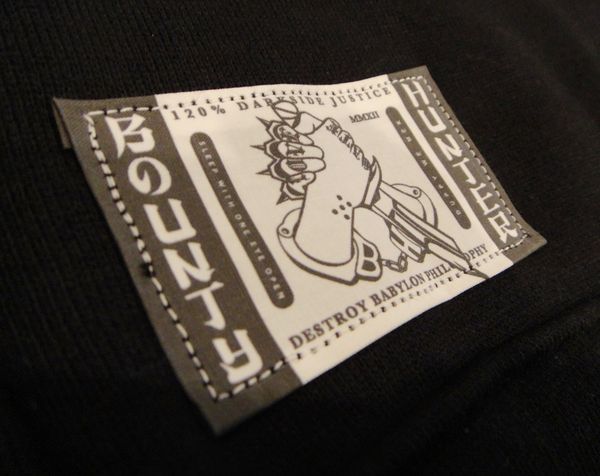 120% DARKSIDE JUSTICE
BOUNTY
HUNTER
MMXII
SLEEP WITH ONE EYE OPEN
DESTROY BABYLON PHILOSOPHY